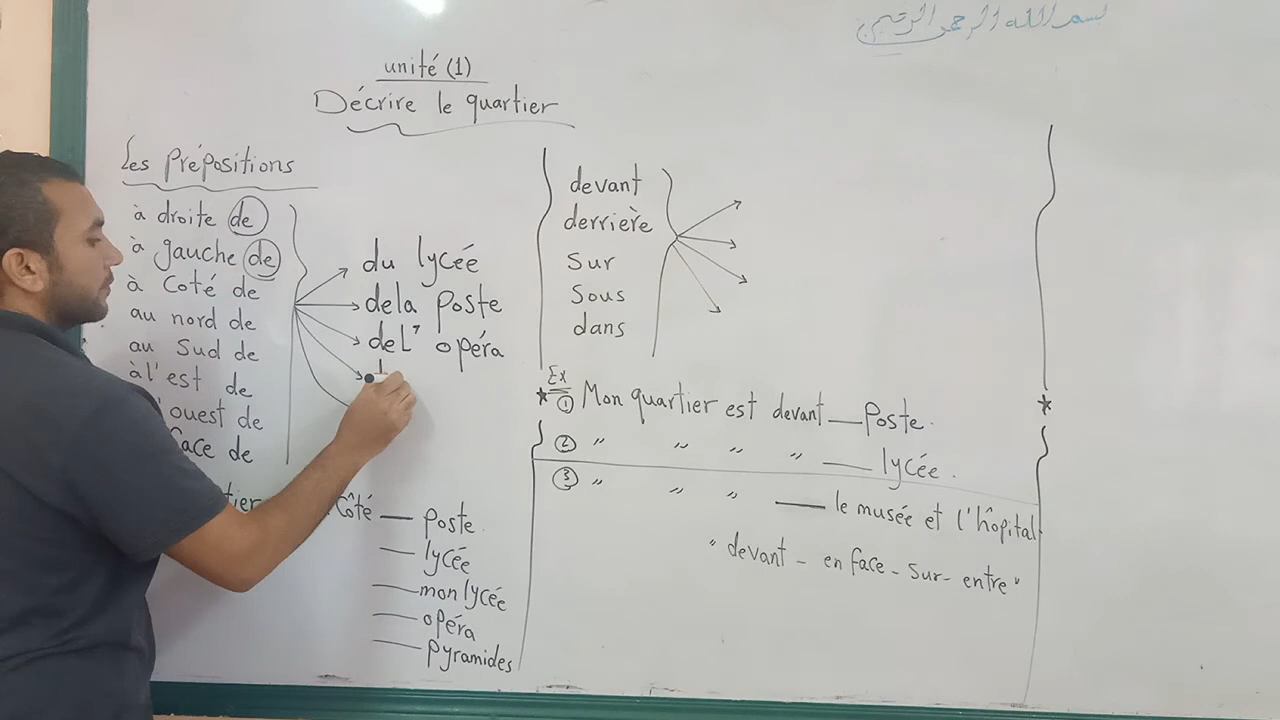 بسم الله الرحمن الرحيم
unité (1)
Décrire le quartier
Les Prépositions
à droite de
à gauche de
à Coté de
au nord de
au Sud de
à l'est de
l'ouest de
face de
du lycée
dela poste
del' opéra
Côté — poste.
— lycée
— mon lycée
— opéra
— pyramides
devant
derrière
Sur
Sous
dans
Ex
① Mon quartier est devant — Poste.
② " " " " — lycée.
③ " " " — le musée et l'hôpital
" devant - en face - Sur - entre "